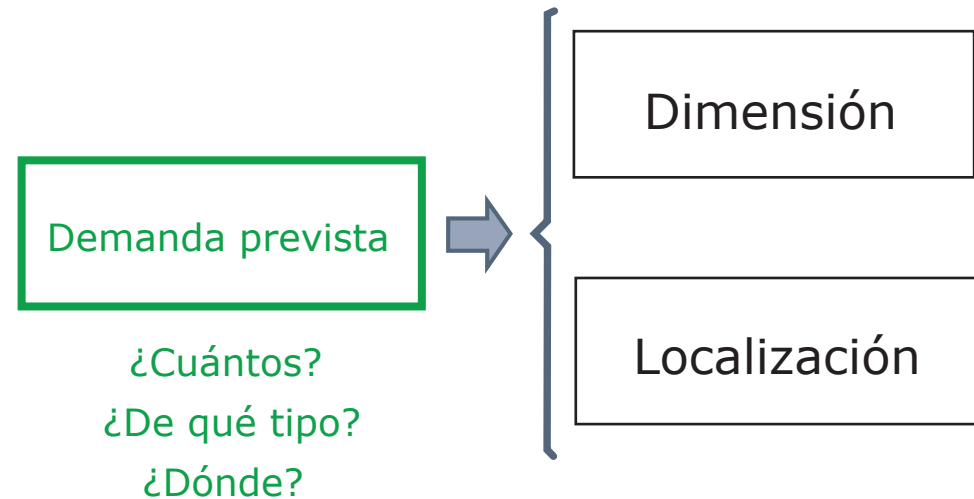 Demanda prevista
¿Cuántos?
¿De qué tipo?
¿Dónde?
Dimensión
Localización